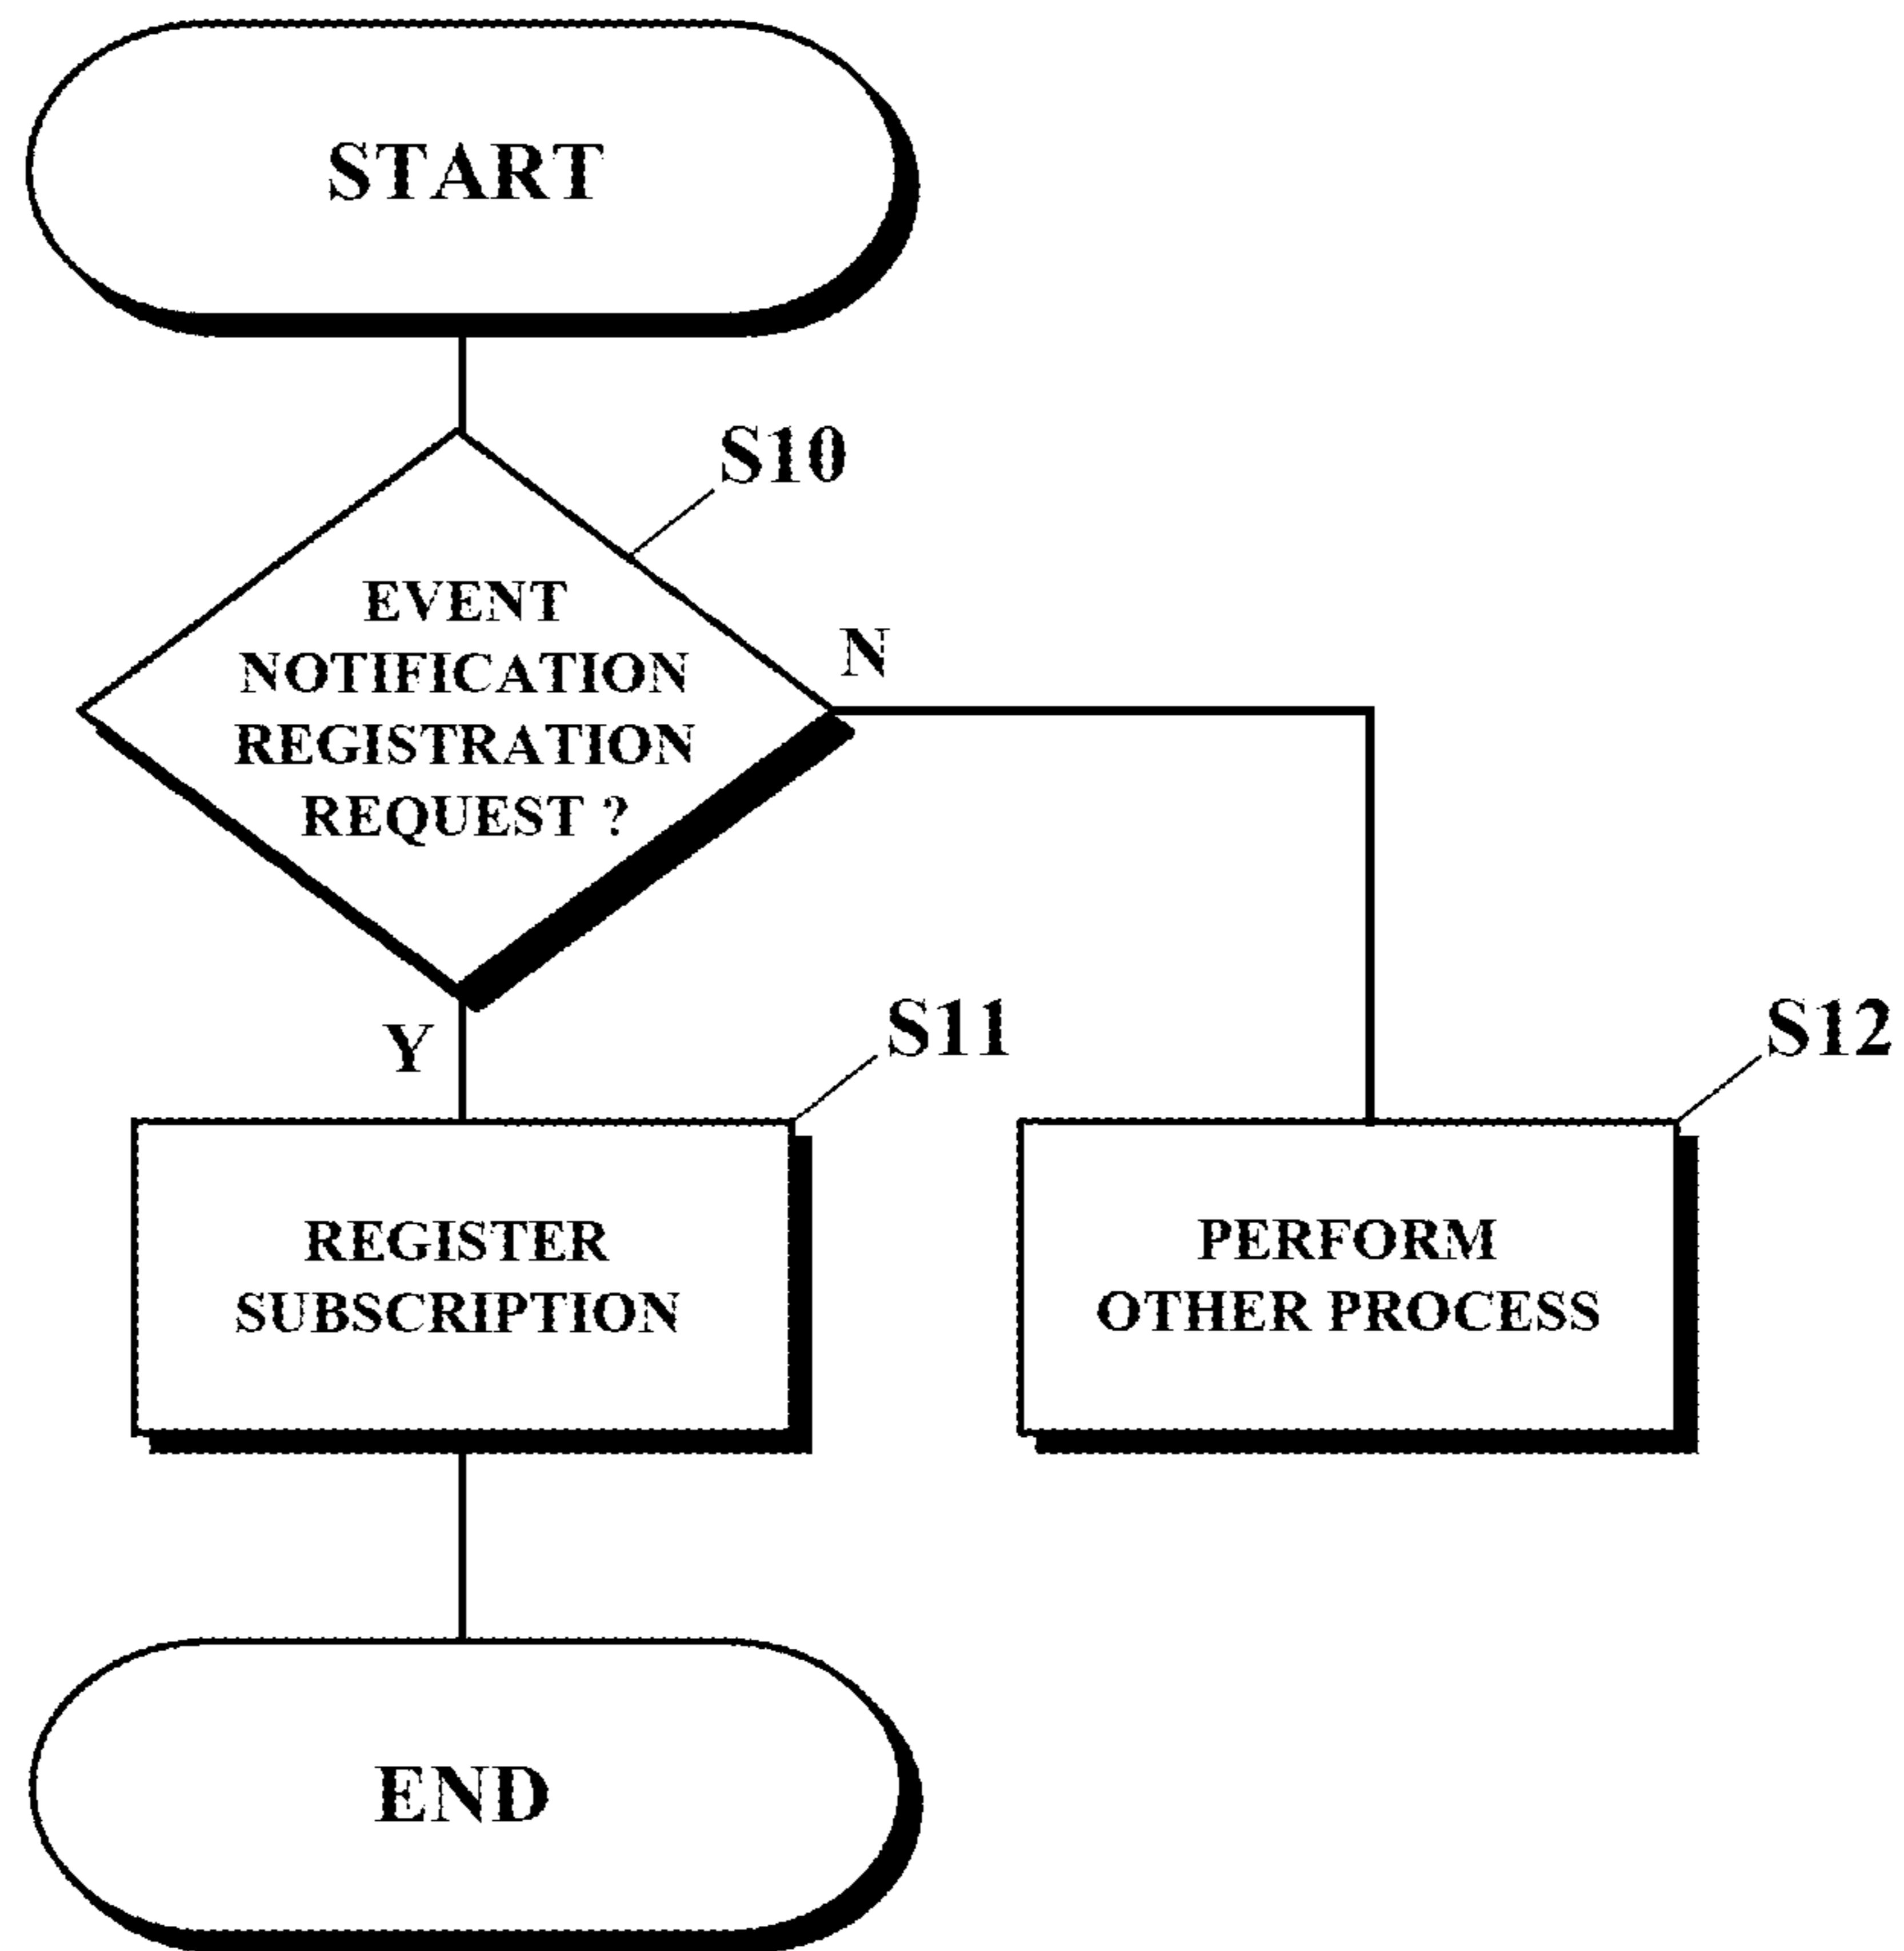 START
S10
EVENT
NOTIFICATION
REGISTRATION
REQUEST ?
N
Y
S11
S12
REGISTER
SUBSCRIPTION
PERFORM
OTHER PROCESS
END